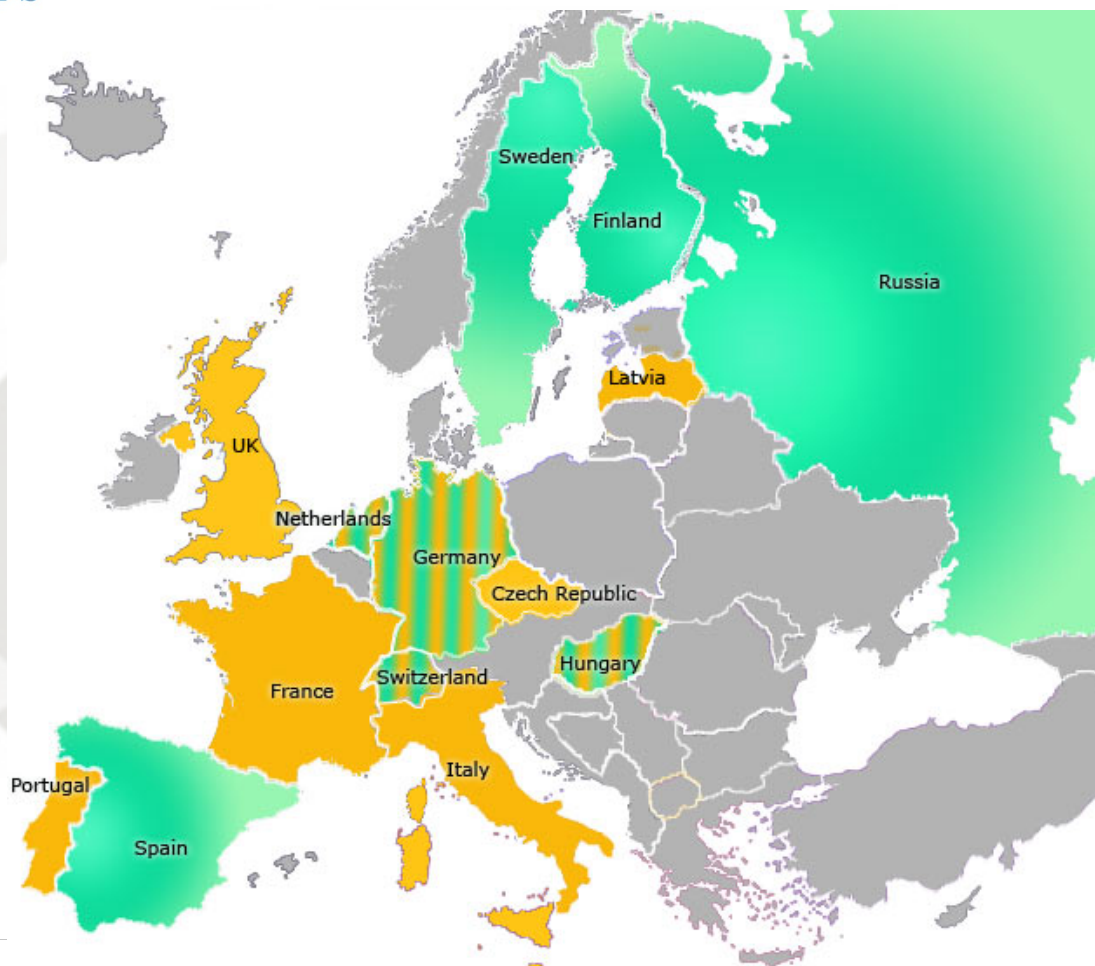 Sweden
Finland
Russia
Latvia
UK
Netherlands
Germany
Czech Republic
Hungary
Switzerland
France
Italy
Portugal
Spain